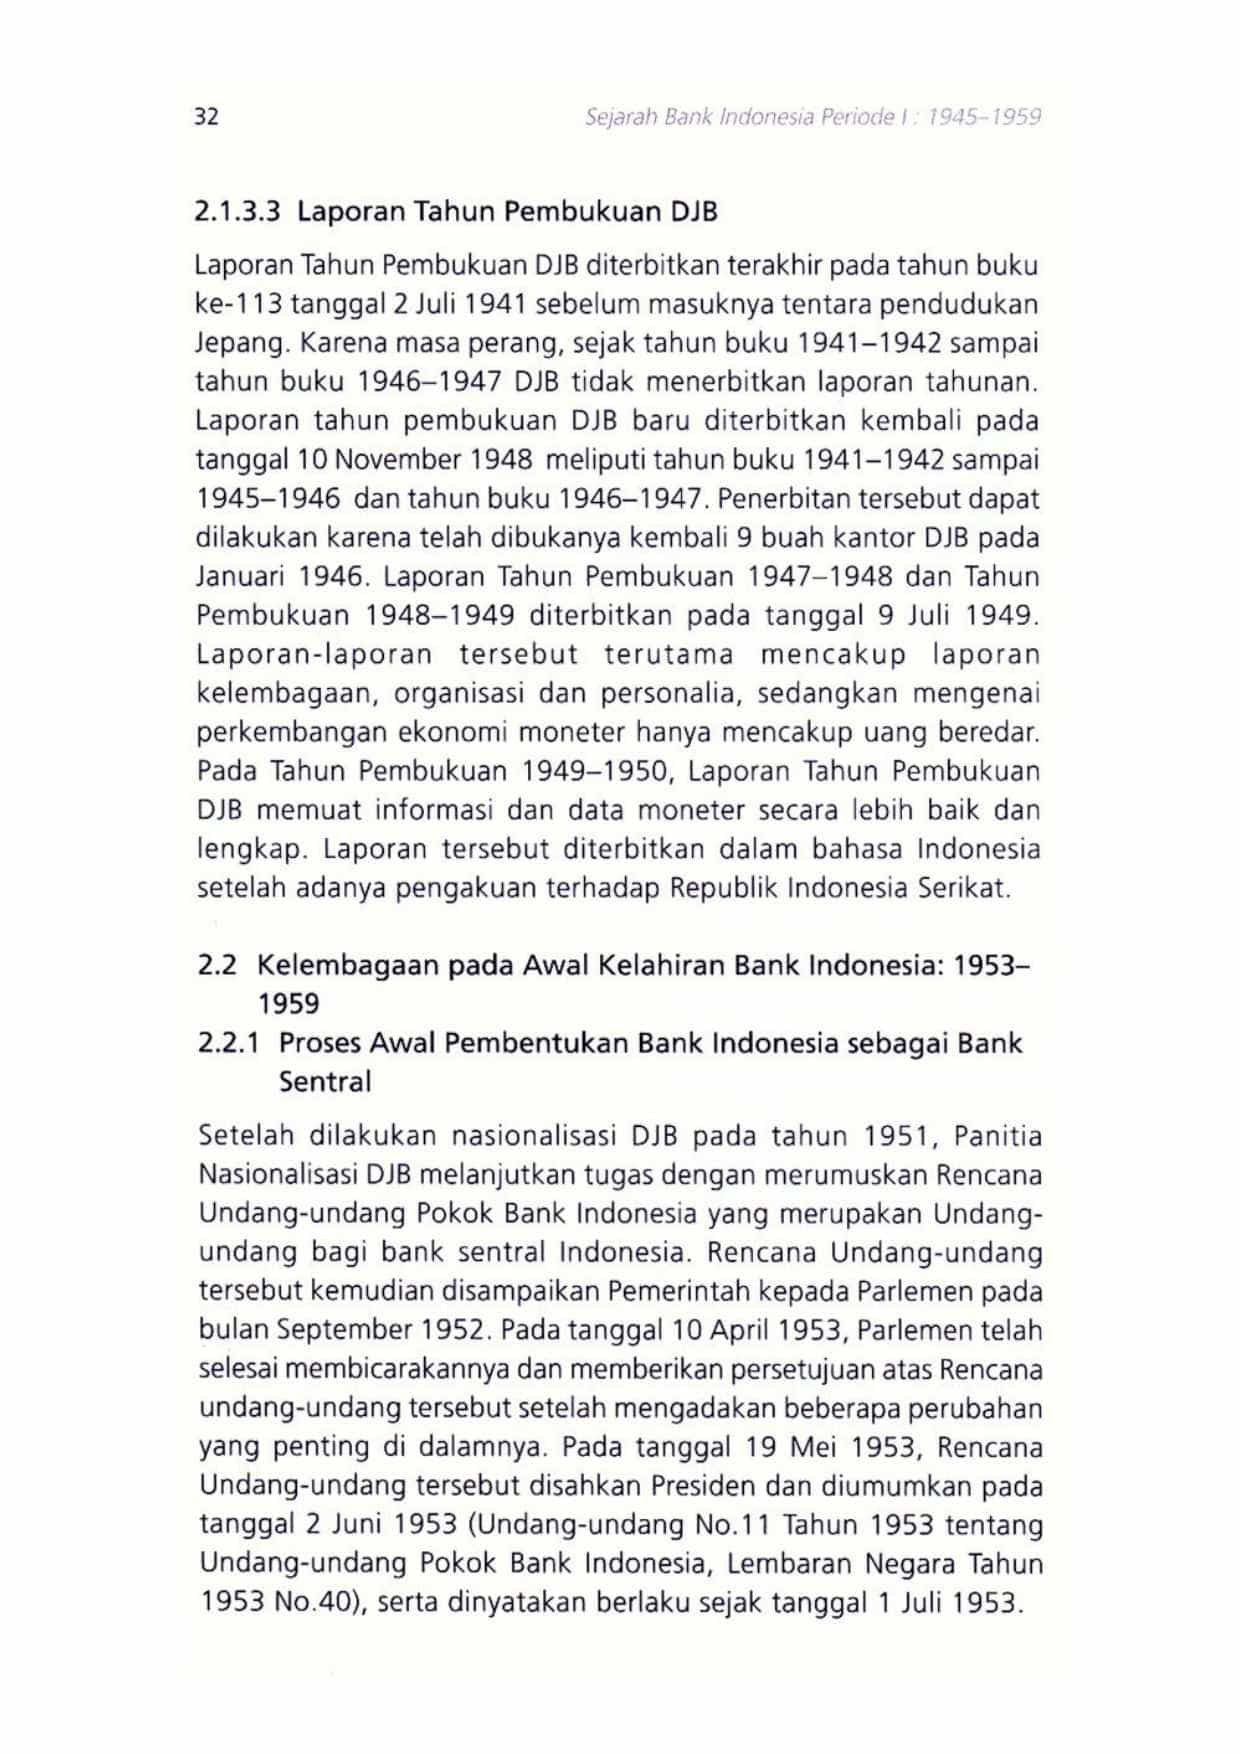 32
Sejarah Bank Indonesia Periode I : 1945–1959
2.1.3.3 Laporan Tahun Pembukuan DJB
Laporan Tahun Pembukuan DJB diterbitkan terakhir pada tahun buku
ke-113 tanggal 2 Juli 1941 sebelum masuknya tentara pendudukan
Jepang. Karena masa perang, sejak tahun buku 1941–1942 sampai
tahun buku 1946–1947 DJB tidak menerbitkan laporan tahunan.
Laporan tahun pembukuan DJB baru diterbitkan kembali pada
tanggal 10 November 1948 meliputi tahun buku 1941–1942 sampai
1945–1946 dan tahun buku 1946–1947. Penerbitan tersebut dapat
dilakukan karena telah dibukanya kembali 9 buah kantor DJB pada
Januari 1946. Laporan Tahun Pembukuan 1947–1948 dan Tahun
Pembukuan 1948–1949 diterbitkan pada tanggal 9 Juli 1949.
Laporan-laporan tersebut terutama mencakup laporan
kelembagaan, organisasi dan personalia, sedangkan mengenai
perkembangan ekonomi moneter hanya mencakup uang beredar.
Pada Tahun Pembukuan 1949–1950, Laporan Tahun Pembukuan
DJB memuat informasi dan data moneter secara lebih baik dan
lengkap. Laporan tersebut diterbitkan dalam bahasa Indonesia
setelah adanya pengakuan terhadap Republik Indonesia Serikat.
2.2 Kelembagaan pada Awal Kelahiran Bank Indonesia: 1953–
1959
2.2.1 Proses Awal Pembentukan Bank Indonesia sebagai Bank
Sentral
Setelah dilakukan nasionalisasi DJB pada tahun 1951, Panitia
Nasionalisasi DJB melanjutkan tugas dengan merumuskan Rencana
Undang-undang Pokok Bank Indonesia yang merupakan Undang-
undang bagi bank sentral Indonesia. Rencana Undang-undang
tersebut kemudian disampaikan Pemerintah kepada Parlemen pada
bulan September 1952. Pada tanggal 10 April 1953, Parlemen telah
selesai membicarakannya dan memberikan persetujuan atas Rencana
undang-undang tersebut setelah mengadakan beberapa perubahan
yang penting di dalamnya. Pada tanggal 19 Mei 1953, Rencana
Undang-undang tersebut disahkan Presiden dan diumumkan pada
tanggal 2 Juni 1953 (Undang-undang No.11 Tahun 1953 tentang
Undang-undang Pokok Bank Indonesia, Lembaran Negara Tahun
1953 No.40), serta dinyatakan berlaku sejak tanggal 1 Juli 1953.